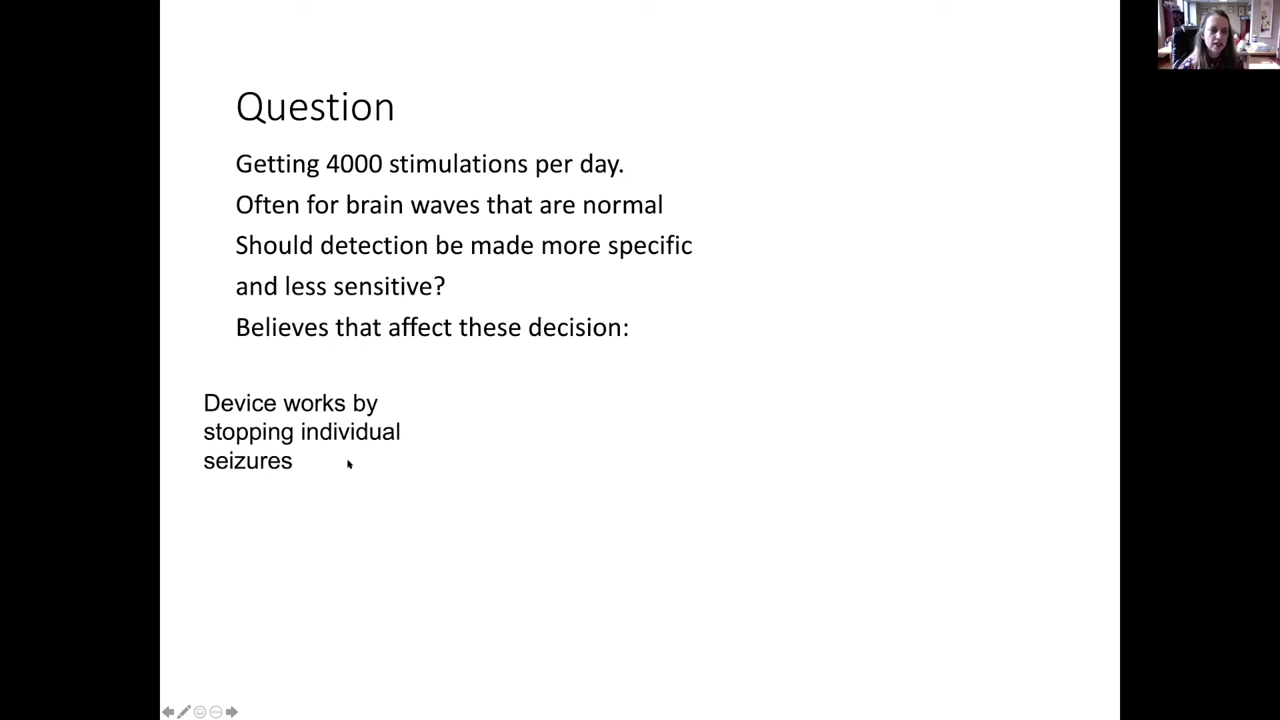 Question
Getting 4000 stimulations per day.
Often for brain waves that are normal
Should detection be made more specific
and less sensitive?
Believes that affect these decision:
Device works by
stopping individual
seizures